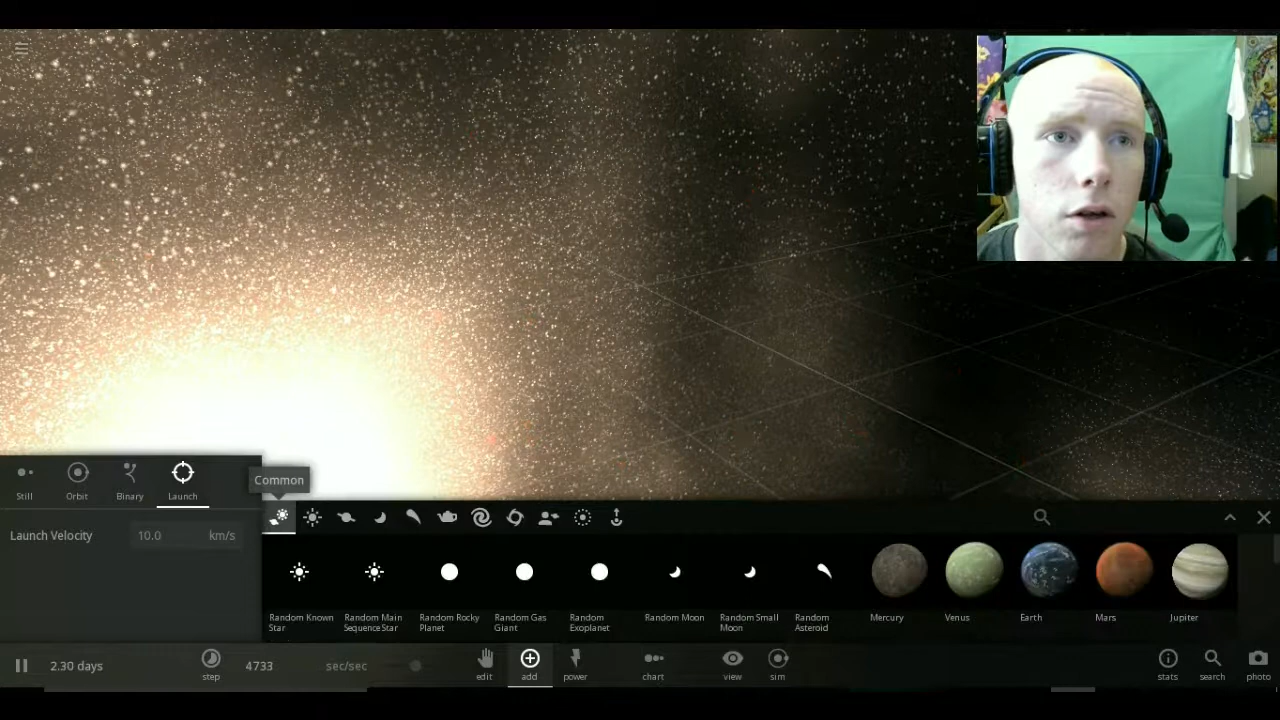 Still
Orbit
Binary
Launch
Common
Launch Velocity
10.0
km/s
Random Known
Star
Random Main
Sequence Star
Random Rocky
Planet
Random Gas
Giant
Random
Exoplanet
Random Moon
Random Small
Moon
Random
Asteroid
Mercury
Venus
Earth
Mars
Jupiter
2.30 days
step
4733
sec/sec
edit
add
power
chart
view
sim
stats
search
photo